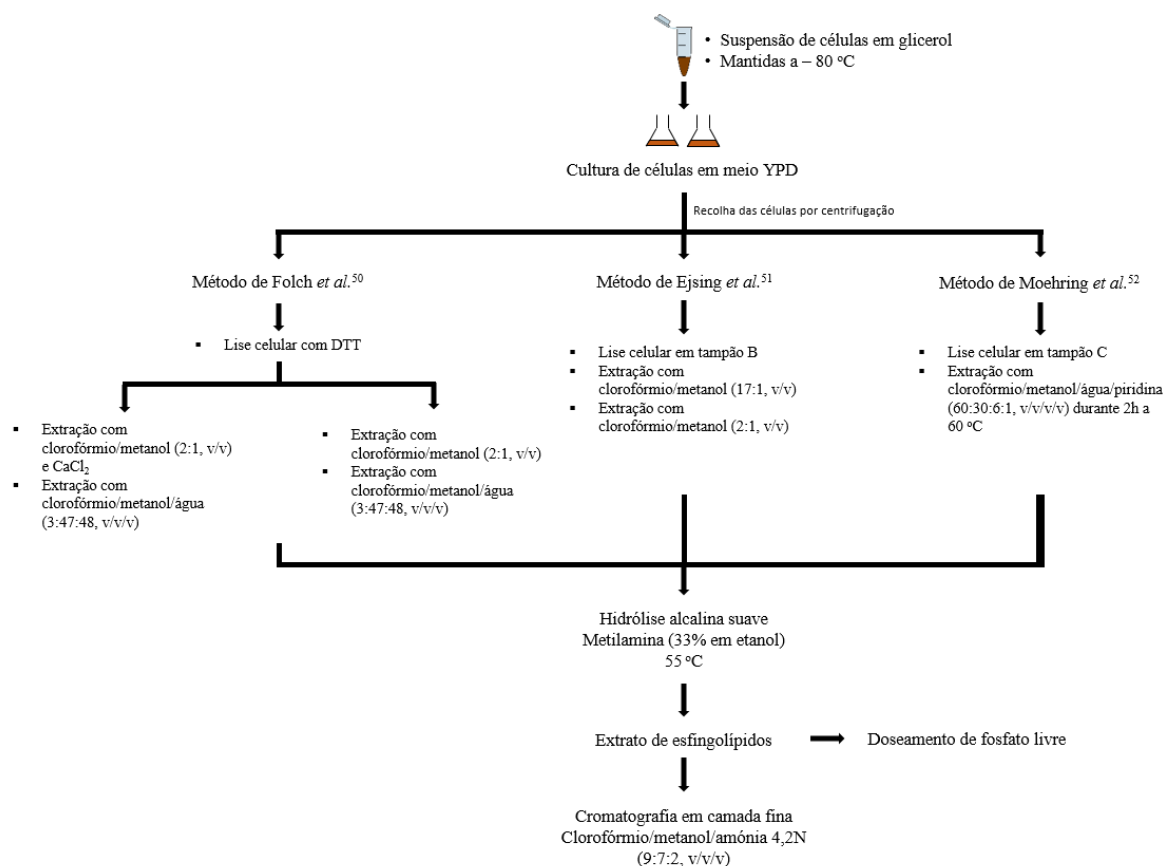 ▪ Suspensão de células em glicerol
▪ Mantidas a – 80 ºC
Cultura de células em meio YPD
Recolha das células por centrifugação
Método de Folch et al.50
Método de Ejsing et al.51
Método de Moehring et al.52
▪ Lise celular com DTT
▪ Extração com
clorofórmio/metanol (2:1, v/v)
e CaCl2
▪ Extração com
clorofórmio/metanol/água
(3:47:48, v/v/v)
▪ Extração com
clorofórmio/metanol (2:1, v/v)
▪ Extração com
clorofórmio/metanol/água
(3:47:48, v/v/v)
▪ Lise celular em tampão B
▪ Extração com
clorofórmio/metanol (17:1, v/v)
▪ Extração com
clorofórmio/metanol (2:1, v/v)
▪ Lise celular em tampão C
▪ Extração com
clorofórmio/metanol/água/piridina
(60:30:6:1, v/v/v/v) durante 2h a
60 ºC
Hidrólise alcalina suave
Metilamina (33% em etanol)
55 ºC
Extrato de esfingolípidos
Doseamento de fosfato livre
Cromatografía em camada fina
Clorofórmio/metanol/amónia 4,2N
(9:7:2, v/v/v)